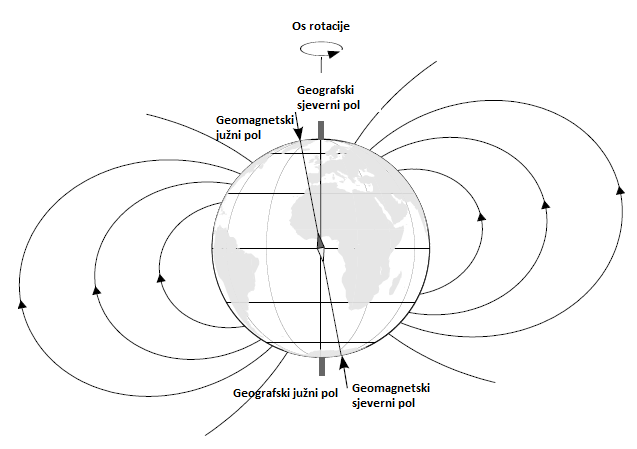 Os rotacije
Geografski
sjeverni pol
Geomagnetski
južni pol
Geografski južni pol
Geomagnetski
sjeverni pol